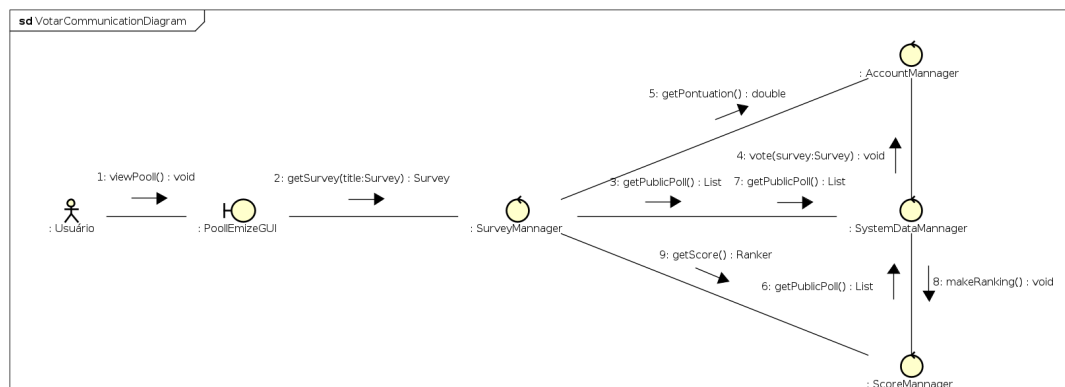 sd VotarCommunicationDiagram
: AccountMannager
5: getPontuation() : double
4: vote(survey:Survey) : void
1: viewPooll() : void
2: getSurvey(title:Survey) : Survey
3: getPublicPoll() : List
7: getPublicPoll() : List
: Usuário
: PoollEmizeGUI
: SurveyMannager
: SystemDataMannager
9: getScore() : Ranker
6: getPublicPoll() : List
8: makeRanking() : void
: ScoreMannager